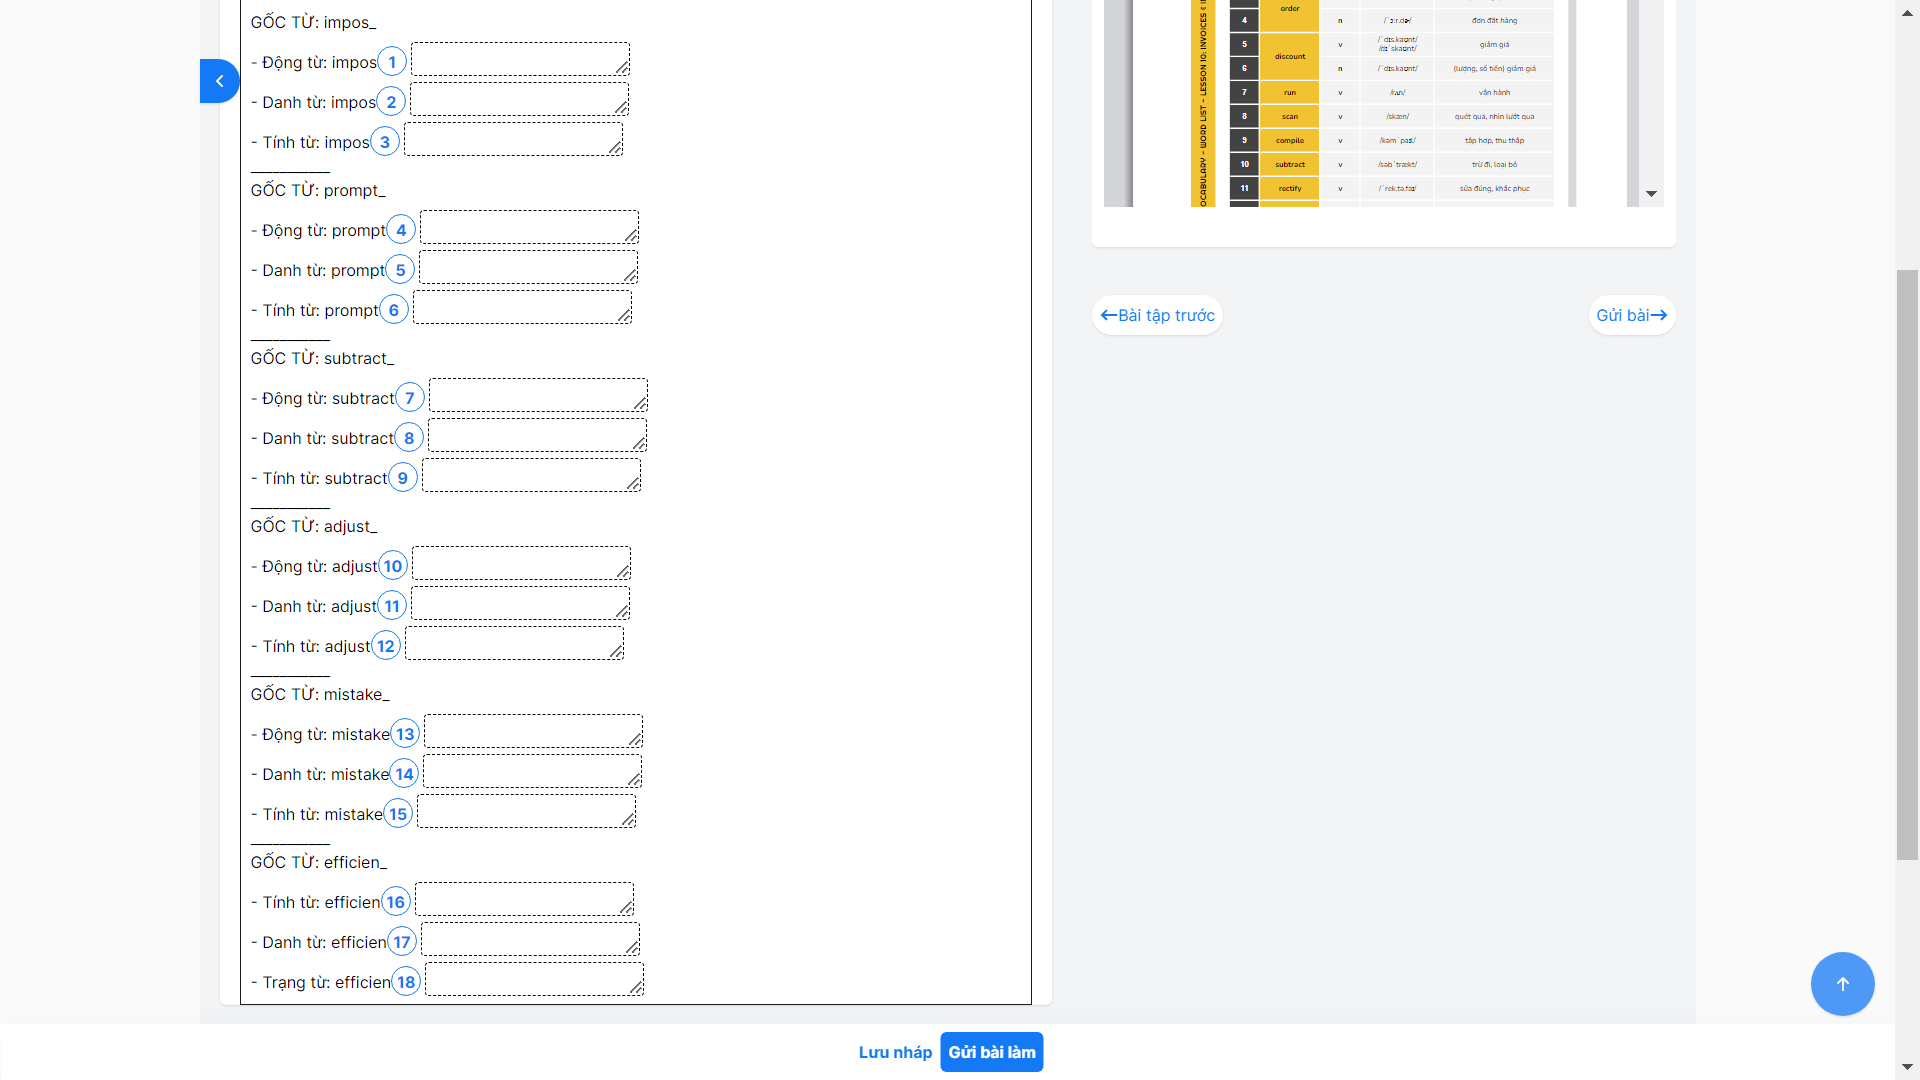 GỐC TỪ: impos_
- Động từ: impos 1
- Danh từ: impos 2
- Tính từ: impos 3
___________
GỐC TỪ: prompt_
- Động từ: prompt 4
- Danh từ: prompt 5
- Tính từ: prompt 6
___________
GỐC TỪ: subtract_
- Động từ: subtract 7
- Danh từ: subtract 8
- Tính từ: subtract 9
___________
GỐC TỪ: adjust_
- Động từ: adjust 10
- Danh từ: adjust 11
- Tính từ: adjust 12
___________
GỐC TỪ: mistake_
- Động từ: mistake 13
- Danh từ: mistake 14
- Tính từ: mistake 15
___________
GỐC TỪ: efficien_
- Tính từ: efficien 16
- Danh từ: efficien 17
- Trạng từ: efficien 18
OCABULARY - WORD LIST - LESSON 10: INVOICES & I
order
4 n /ˈɔːr.dɚ/ đơn đặt hàng
5 discount v /ˈdɪs.kaʊnt/ /dɪˈskaʊnt/ giảm giá
6 n /ˈdɪs.kaʊnt/ (lượng, số tiền) giảm giá
7 run v /rʌn/ vận hành
8 scan v /skæn/ quét qua, nhìn lướt qua
9 compile v /kəmˈpaɪl/ tập hợp, thu thập
10 subtract v /səbˈtrækt/ trừ đi, loại bỏ
11 rectify v /ˈrek.tə.faɪ/ sửa đúng, khắc phục
Bài tập trước
Gửi bài
Lưu nháp
Gửi bài làm